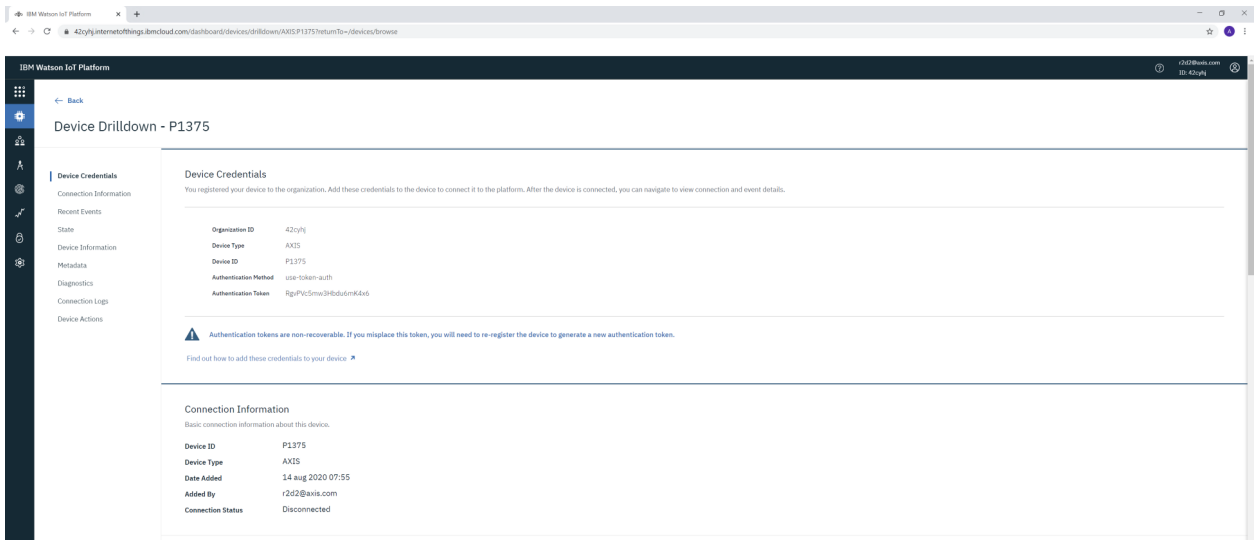 IBM Watson IoT Platform
42cyhj.internetofthings.ibmcloud.com/dashboard/devices/drilldown/AXIS:P1375?returnTo=/devices/browse
A
IBM Watson IoT Platform
r2d2@axis.com
ID: 42cyhj
Back
Device Drilldown - P1375
Device Credentials
Connection Information
Recent Events
State
Device Information
Metadata
Diagnostics
Connection Logs
Device Actions
Device Credentials
You registered your device to the organization. Add these credentials to the device to connect it to the platform. After the device is connected, you can navigate to view connection and event details.
Organization ID 42cyhj
Device Type AXIS
Device ID P1375
Authentication Method use-token-auth
Authentication Token RgvPVc5mw3Hbdu6mK4x6
Authentication tokens are non-recoverable. If you misplace this token, you will need to re-register the device to generate a new authentication token.
Find out how to add these credentials to your device
Connection Information
Basic connection information about this device.
Device ID P1375
Device Type AXIS
Date Added 14 aug 2020 07:55
Added By r2d2@axis.com
Connection Status Disconnected